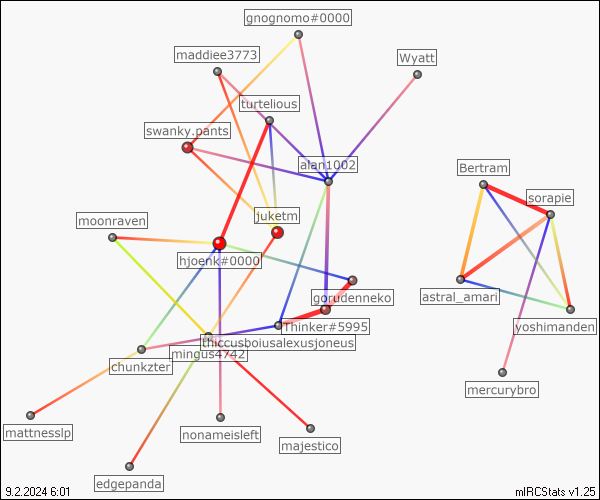 gnognomo#0000
maddiee3773
Wyatt
turtelious
swanky.pants
alan1002
Bertram
sorapie
moonraven
juketm
hjoenk#0000
gorudenneko
astral_amari
Thinker#5995
yoshimanden
thiccusboiusalexusjoneus
mingus4742
chunkzter
mercurybro
mattnesslp
nonameisleft
majestico
edgepanda
9.2.2024 6:01
mIRCStats v1.25